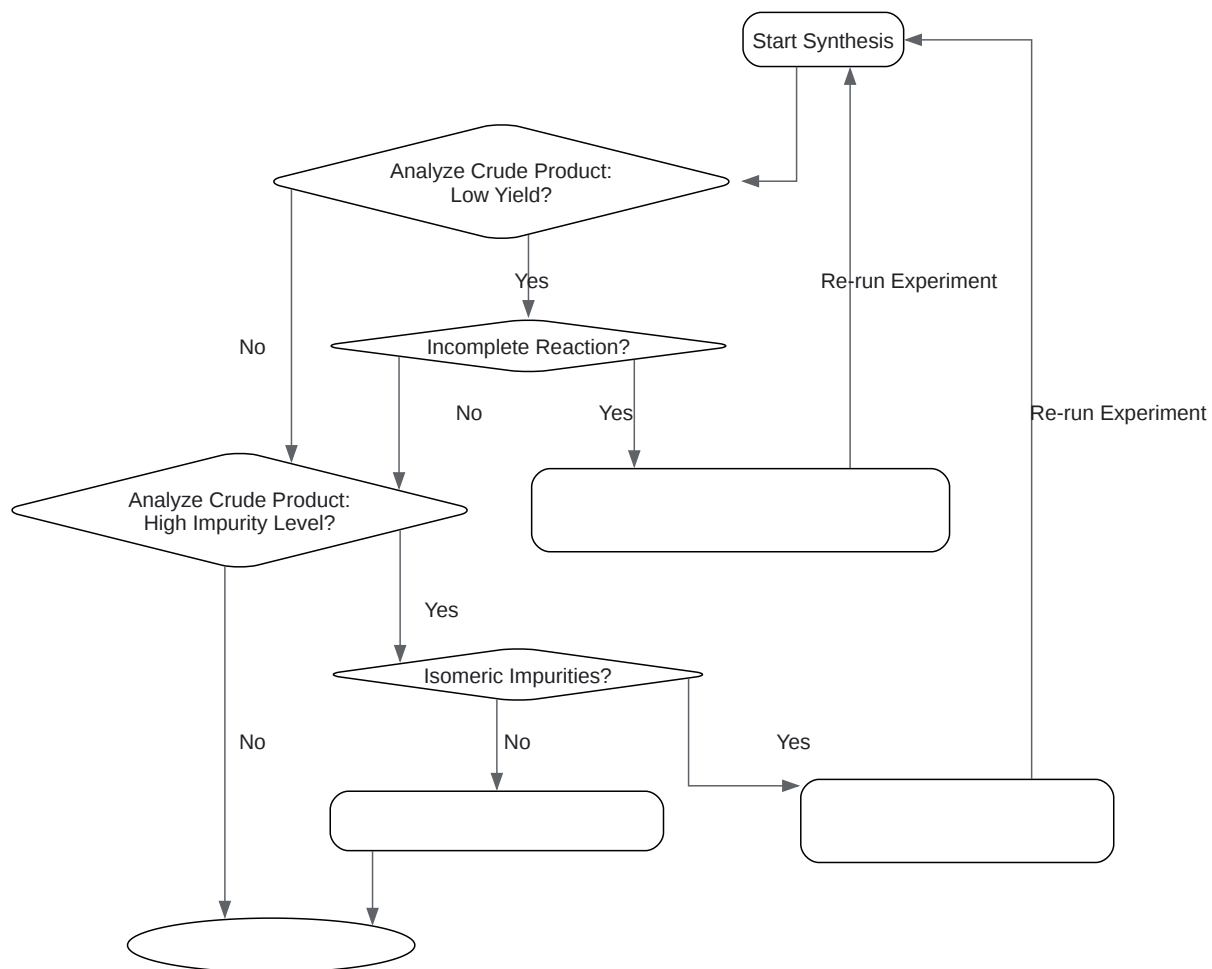 Start Synthesis
Analyze Crude Product:
Low Yield?
Yes
Re-run Experiment
No
Incomplete Reaction?
No
Yes
Re-run Experiment
Analyze Crude Product:
High Impurity Level?
Yes
Isomeric Impurities?
No
No
Yes